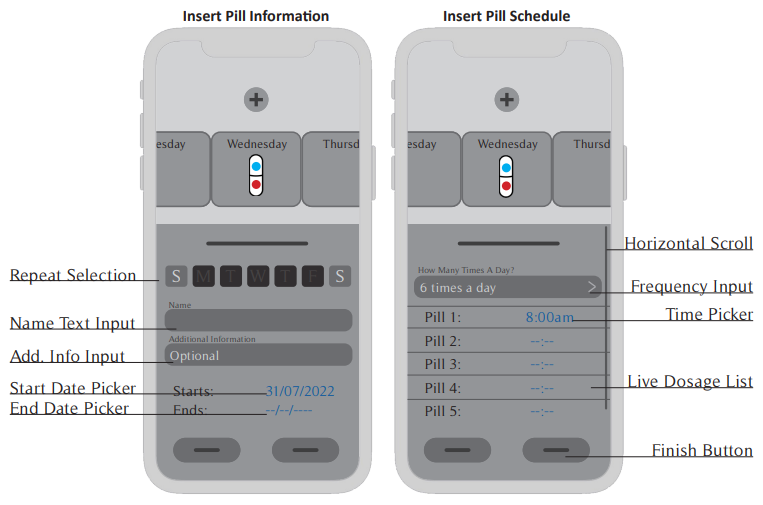 Insert Pill Information
esday
Wednesday
Thursd
Repeat Selection
S M T W T F S
Name
Name Text Input
Additional Information
Add. Info Input
Optional
Start Date Picker
Starts: 31/07/2022
End Date Picker
Ends: --/--/----
Insert Pill Schedule
esday
Wednesday
Thursd
Horizontal Scroll
How Many Times A Day?
6 times a day >
Frequency Input
Pill 1: 8:00am
Time Picker
Pill 2: --:--
Pill 3: --:--
Pill 4: --:--
Live Dosage List
Pill 5: --:--
Finish Button